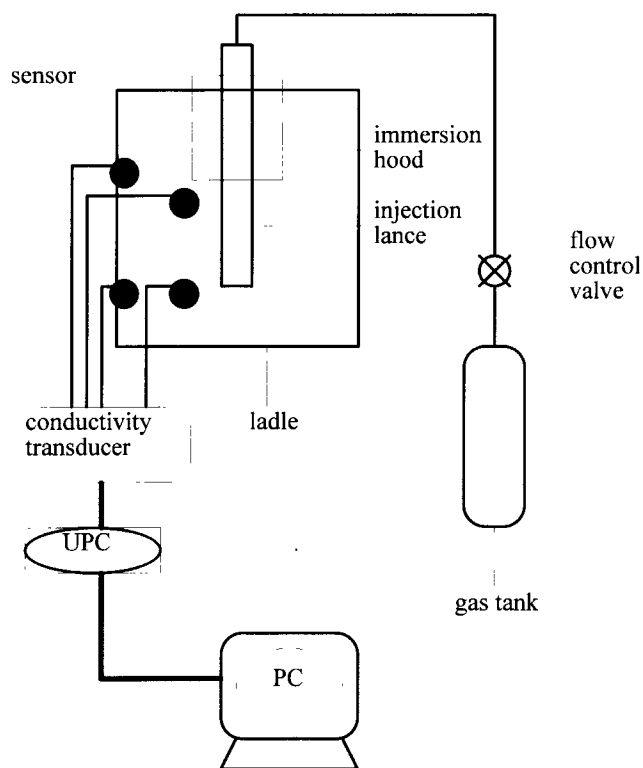 sensor
immersion
hood
injection
lance
flow
control
valve
conductivity
transducer
ladle
UPC
gas tank
PC